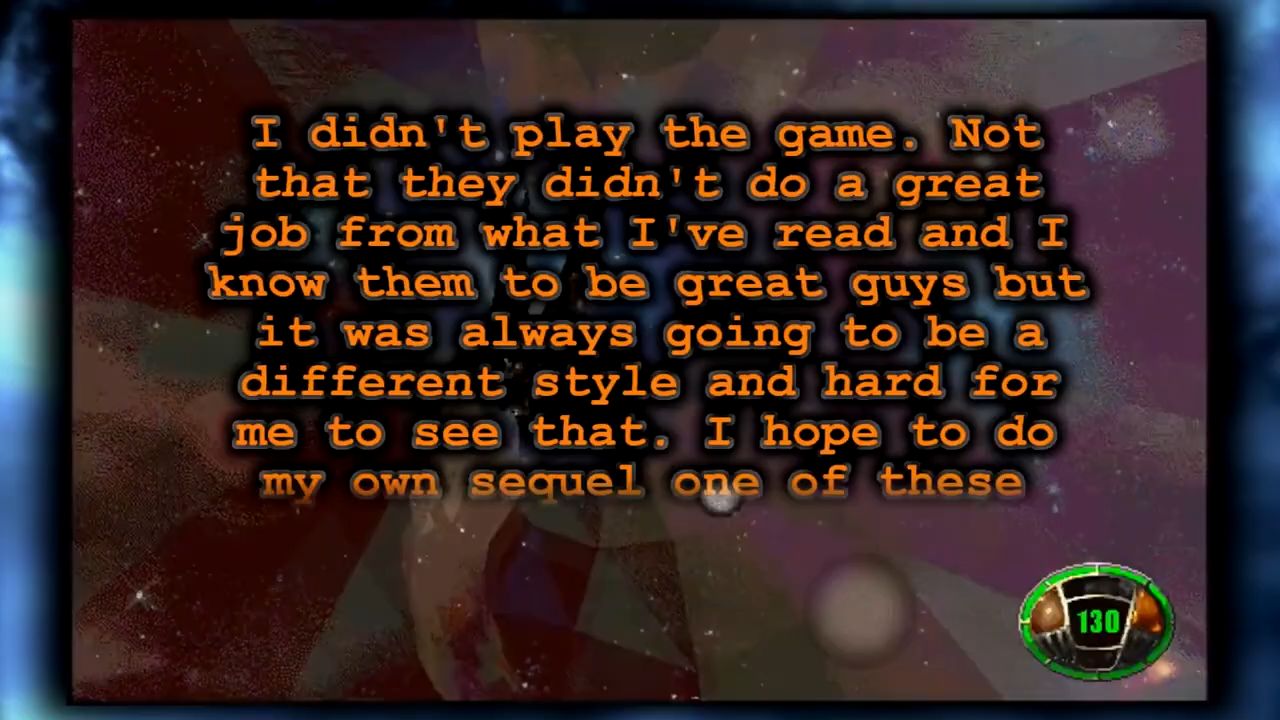 I didn't play the game. Not
that they didn't do a great
job from what I've read and I
know them to be great guys but
it was always going to be a
different style and hard for
me to see that. I hope to do
my own sequel one of these
130